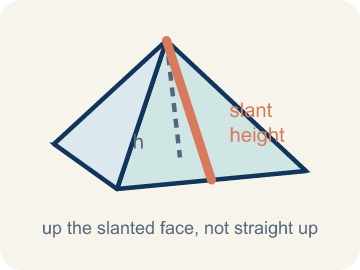 slant
height
h
up the slanted face, not straight up